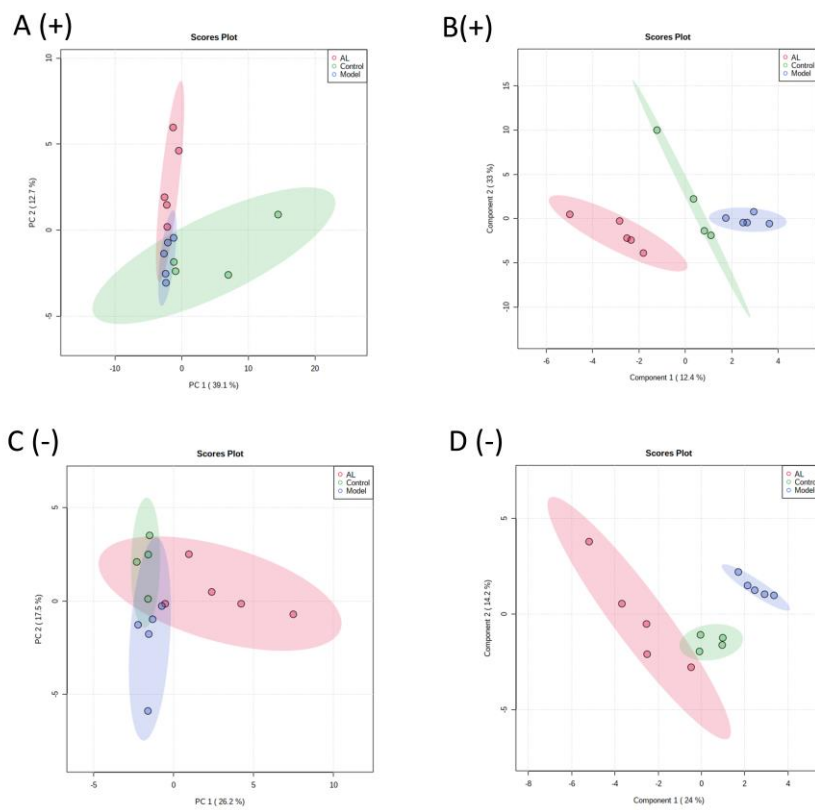 A (+)
Scores Plot
AL
Control
Model
10
5
0
-5
PC 2 ( 12.7 %)
-10
0
10
20
PC 1 ( 39.1 %)
B(+)
Scores Plot
AL
Control
Model
15
10
5
0
-5
-10
Component 2 ( 33 %)
-6
-4
-2
0
2
4
Component 1 ( 12.4 %)
C (-)
Scores Plot
AL
Control
Model
5
0
-5
PC 2 ( 17.5 %)
-5
0
5
10
PC 1 ( 26.2 %)
D (-)
Scores Plot
AL
Control
Model
5
0
-5
Component 2 ( 14.2 %)
-8
-6
-4
-2
0
2
4
Component 1 ( 24 %)